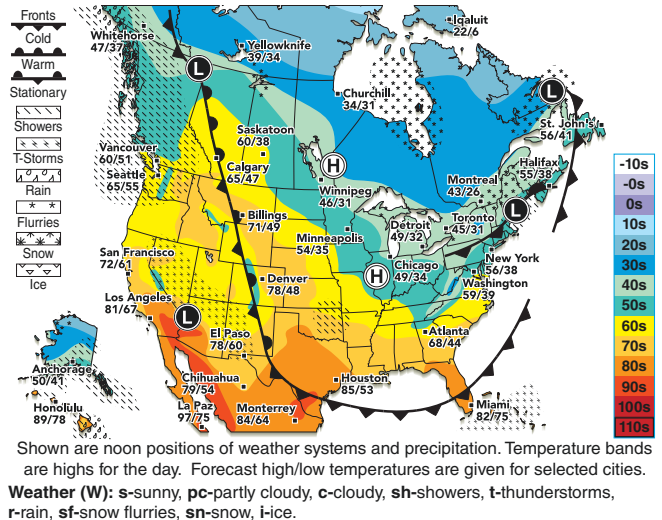 Fronts
Cold
Warm
Stationary
Showers
T-Storms
Rain
Flurries
Snow
Ice
Whitehorse
47/37
L
Yellowknife
39/34
Iqaluit
22/6
Churchill
34/31
L
St. John's
56/41
Saskatoon
60/38
Vancouver
60/51
Seattle
65/55
Calgary
65/47
H
Winnipeg
46/31
Montreal
43/26
Halifax
55/38
L
Billings
71/49
Minneapolis
54/35
Detroit
49/32
Toronto
45/31
San Francisco
72/61
Denver
78/48
H
Chicago
49/34
New York
56/38
Washington
59/39
Los Angeles
81/67
L
El Paso
78/60
Atlanta
68/44
Anchorage
50/41
Chihuahua
79/54
Houston
85/53
Honolulu
89/78
La Paz
97/75
Monterrey
84/64
Miami
82/75
-10s
-0s
0s
10s
20s
30s
40s
50s
60s
70s
80s
90s
100s
110s
Shown are noon positions of weather systems and precipitation. Temperature bands
are highs for the day. Forecast high/low temperatures are given for selected cities.
Weather (W): s-sunny, pc-partly cloudy, c-cloudy, sh-showers, t-thunderstorms,
r-rain, sf-snow flurries, sn-snow, i-ice.